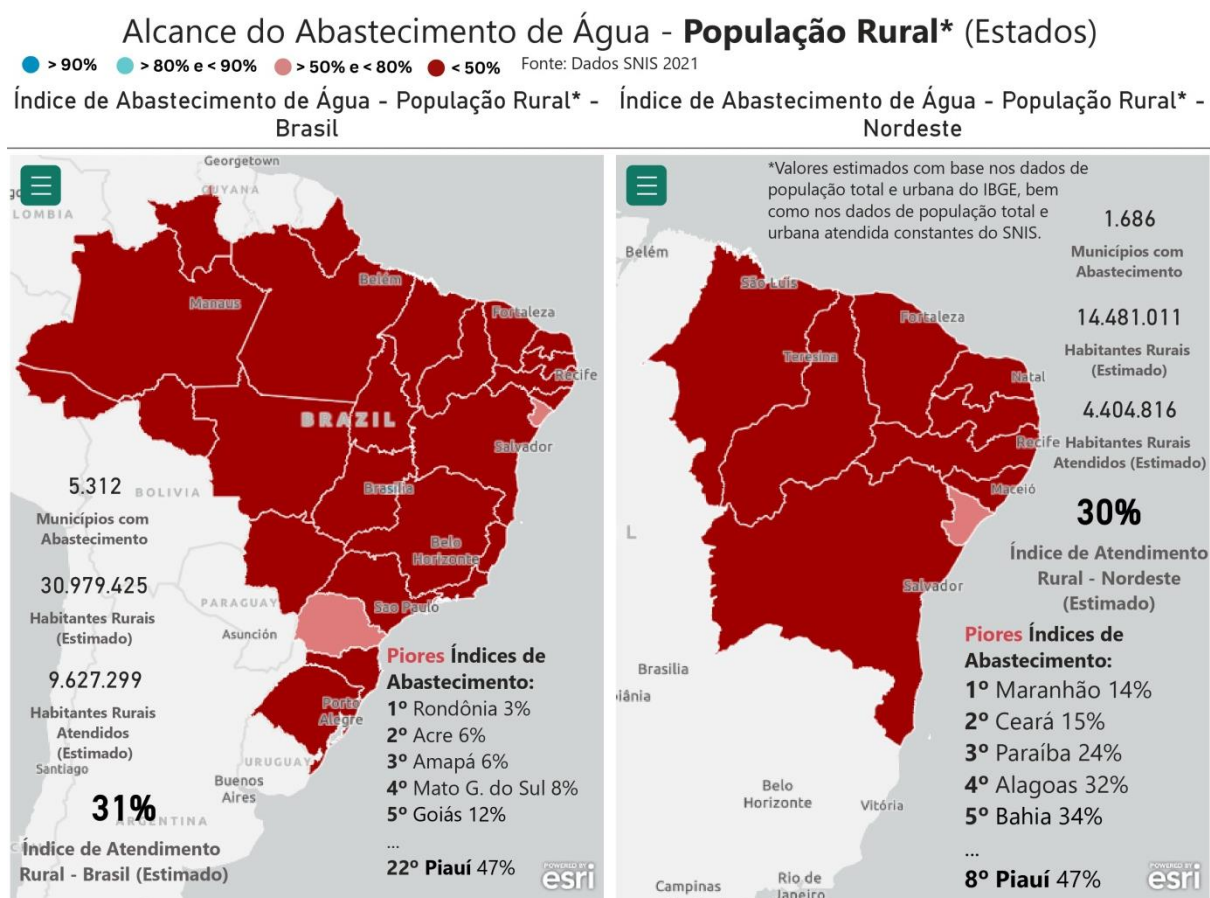 Alcance do Abastecimento de Água - População Rural* (Estados)
> 90% > 80% e < 90% > 50% e < 80% < 50% Fonte: Dados SNIS 2021
Índice de Abastecimento de Água - População Rural* -
Brasil
Georgetown
GUYANA
LOMBIA
Manaus
Belém
Fortaleza
Recife
BRAZIL
Salvador
Brasília
BOLIVIA
Belo
Horizonte
PARAGUAY
Sao Paulo
Asunción
Porto
Alegre
URUGUAY
Santiago
Buenos
Aires
ARGENTINA
5.312
Municípios com
Abastecimento
30.979.425
Habitantes Rurais
(Estimado)
9.627.299
Habitantes Rurais
Atendidos
(Estimado)
31%
Índice de Atendimento
Rural - Brasil (Estimado)
Piores Índices de
Abastecimento:
1º Rondônia 3%
2º Acre 6%
3º Amapá 6%
4º Mato G. do Sul 8%
5º Goiás 12%
...
22º Piauí 47%
POWERED BY
esri
Índice de Abastecimento de Água - População Rural* -
Nordeste
*Valores estimados com base nos dados de
população total e urbana do IBGE, bem
como nos dados de população total e
urbana atendida constantes do SNIS.
Belém
São Luís
Fortaleza
Teresina
Natal
Recife
Maceió
L
Salvador
Brasilia
iânia
Belo
Horizonte
Vitória
Campinas
Rio de
Janeiro
1.686
Municípios com
Abastecimento
14.481.011
Habitantes Rurais
(Estimado)
4.404.816
Habitantes Rurais
Atendidos (Estimado)
30%
Índice de Atendimento
Rural - Nordeste
(Estimado)
Piores Índices de
Abastecimento:
1º Maranhão 14%
2º Ceará 15%
3º Paraíba 24%
4º Alagoas 32%
5º Bahia 34%
...
8º Piauí 47%
POWERED BY
esri